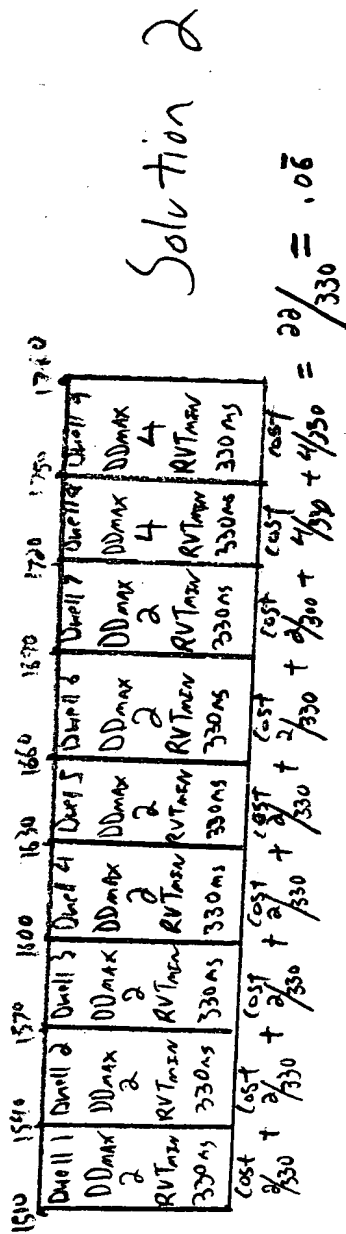 Solution 2
1510 1540 1570 1600 1630 1660 1690 1720 1750 1780
Dwell 1 Dwell 2 Dwell 3 Dwell 4 Dwell 5 Dwell 6 Dwell 7 Dwell 8 Dwell 9
DDMAX DDMAX DDMAX DDMAX DDMAX DDMAX DDMAX DDMAX DDMAX
2 2 2 2 2 2 2 4 4
RVTMIN RVTMIN RVTMIN RVTMIN RVTMIN RVTMIN RVTMIN RVTMIN RVTMIN
330ms 330ms 330ms 330ms 330ms 330ms 330ms 330ms 330ms
cost cost cost cost cost cost cost cost cost
2/330 + 2/330 + 2/330 + 2/330 + 2/330 + 2/330 + 2/300 + 4/330 + 4/330 = 22/330 = .06